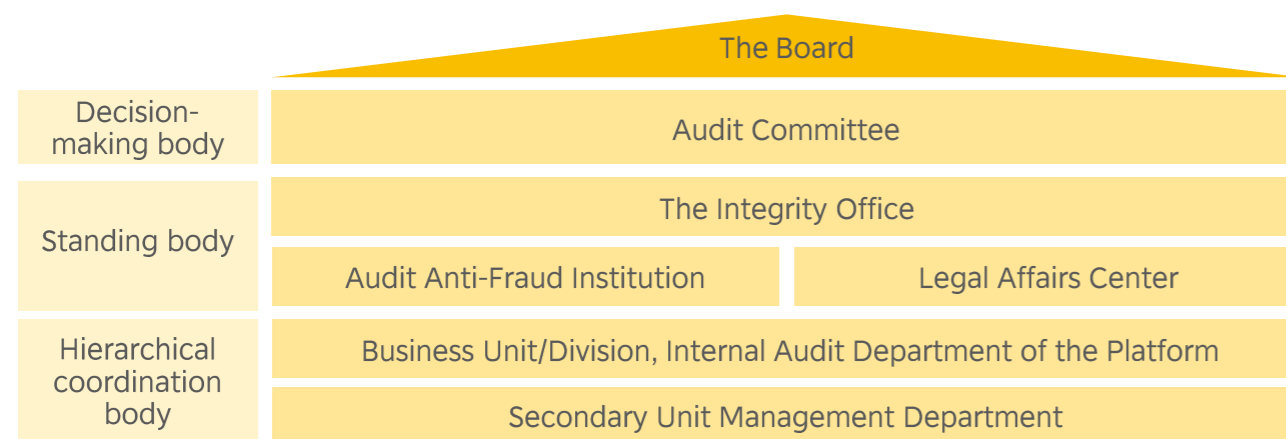 The Board
Decision-
making body
Audit Committee
Standing body
The Integrity Office
Audit Anti-Fraud Institution
Legal Affairs Center
Hierarchical
coordination
body
Business Unit/Division, Internal Audit Department of the Platform
Secondary Unit Management Department